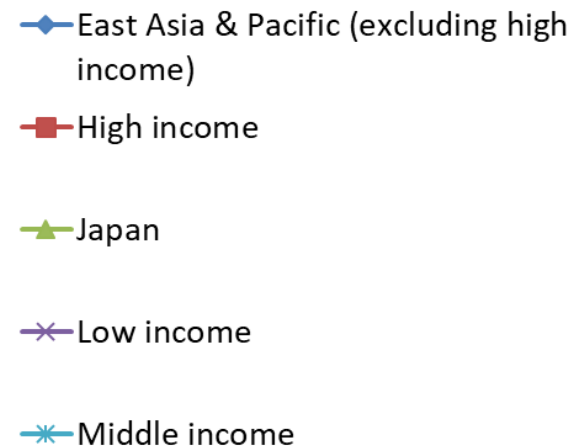 East Asia & Pacific (excluding high
income)
High income
Japan
Low income
Middle income